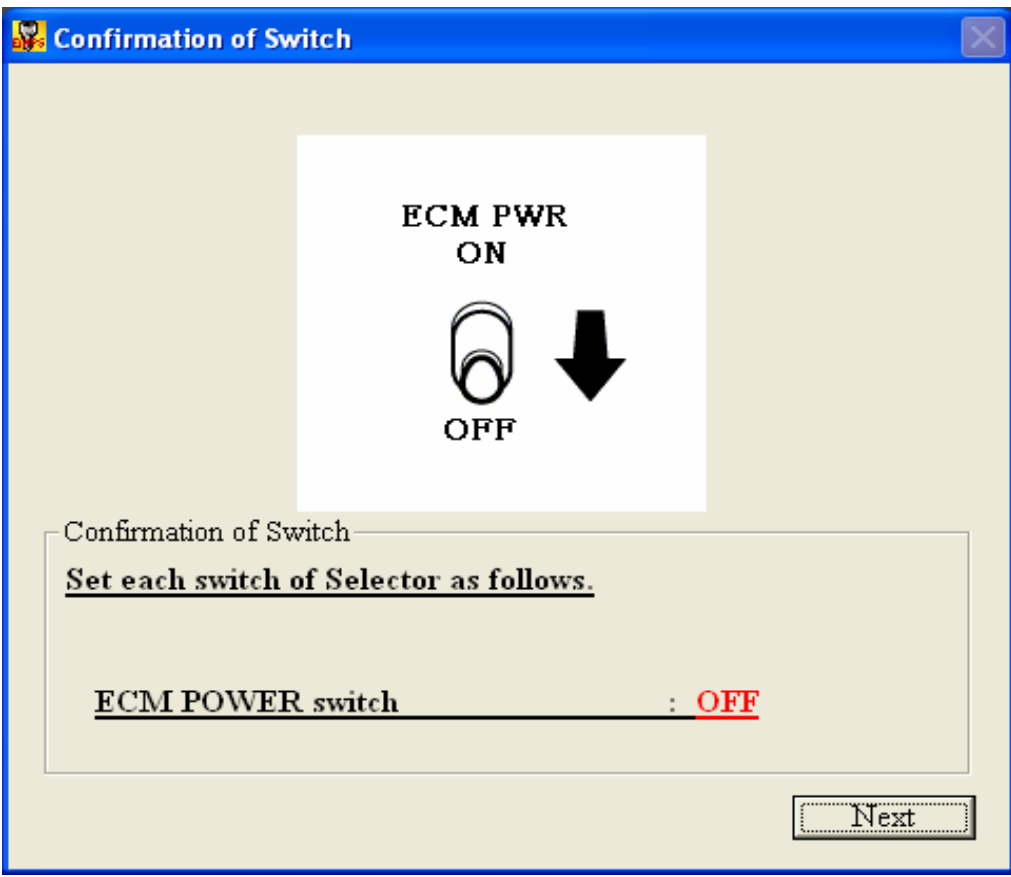 Confirmation of Switch
ECM PWR
ON
OFF
Confirmation of Switch
Set each switch of Selector as follows.
ECM POWER switch : OFF
Next